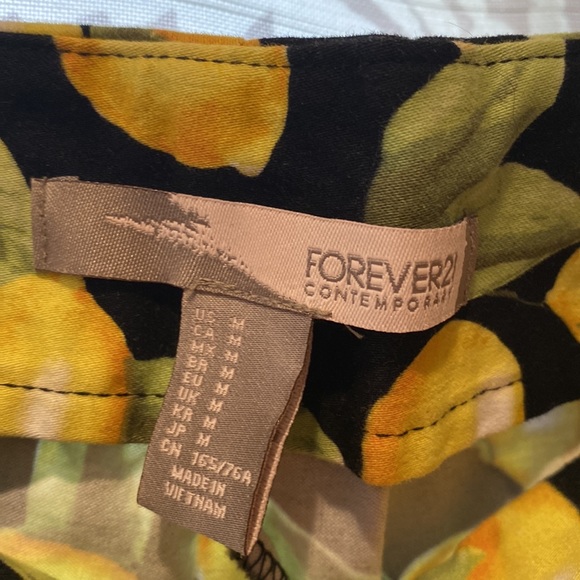 FOREVER21
CONTEMPORARY
US M
CA M
MX M
BR M
EU M
UK M
KR M
JP M
CN 165/76A
MADE IN
VIETNAM